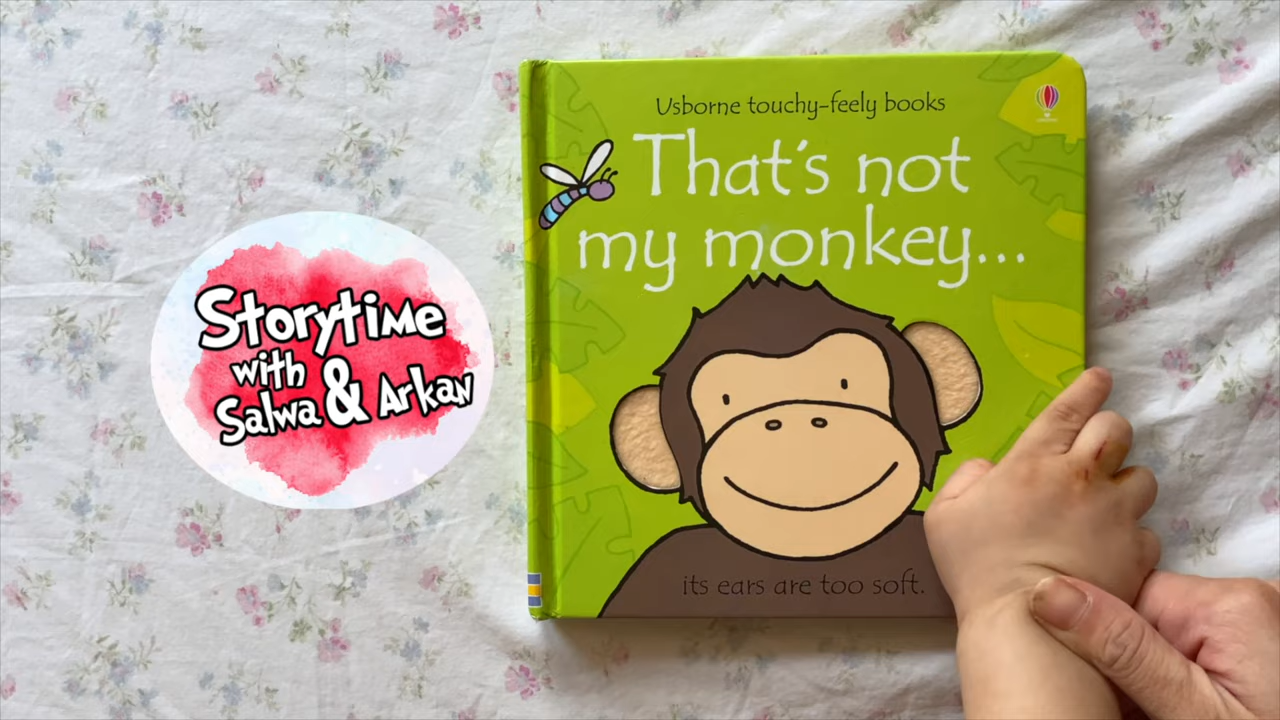 Usborne touchy-feely books
That's not
my monkey...
its ears are too soft.
Storytime
with
Salwa & Arkan